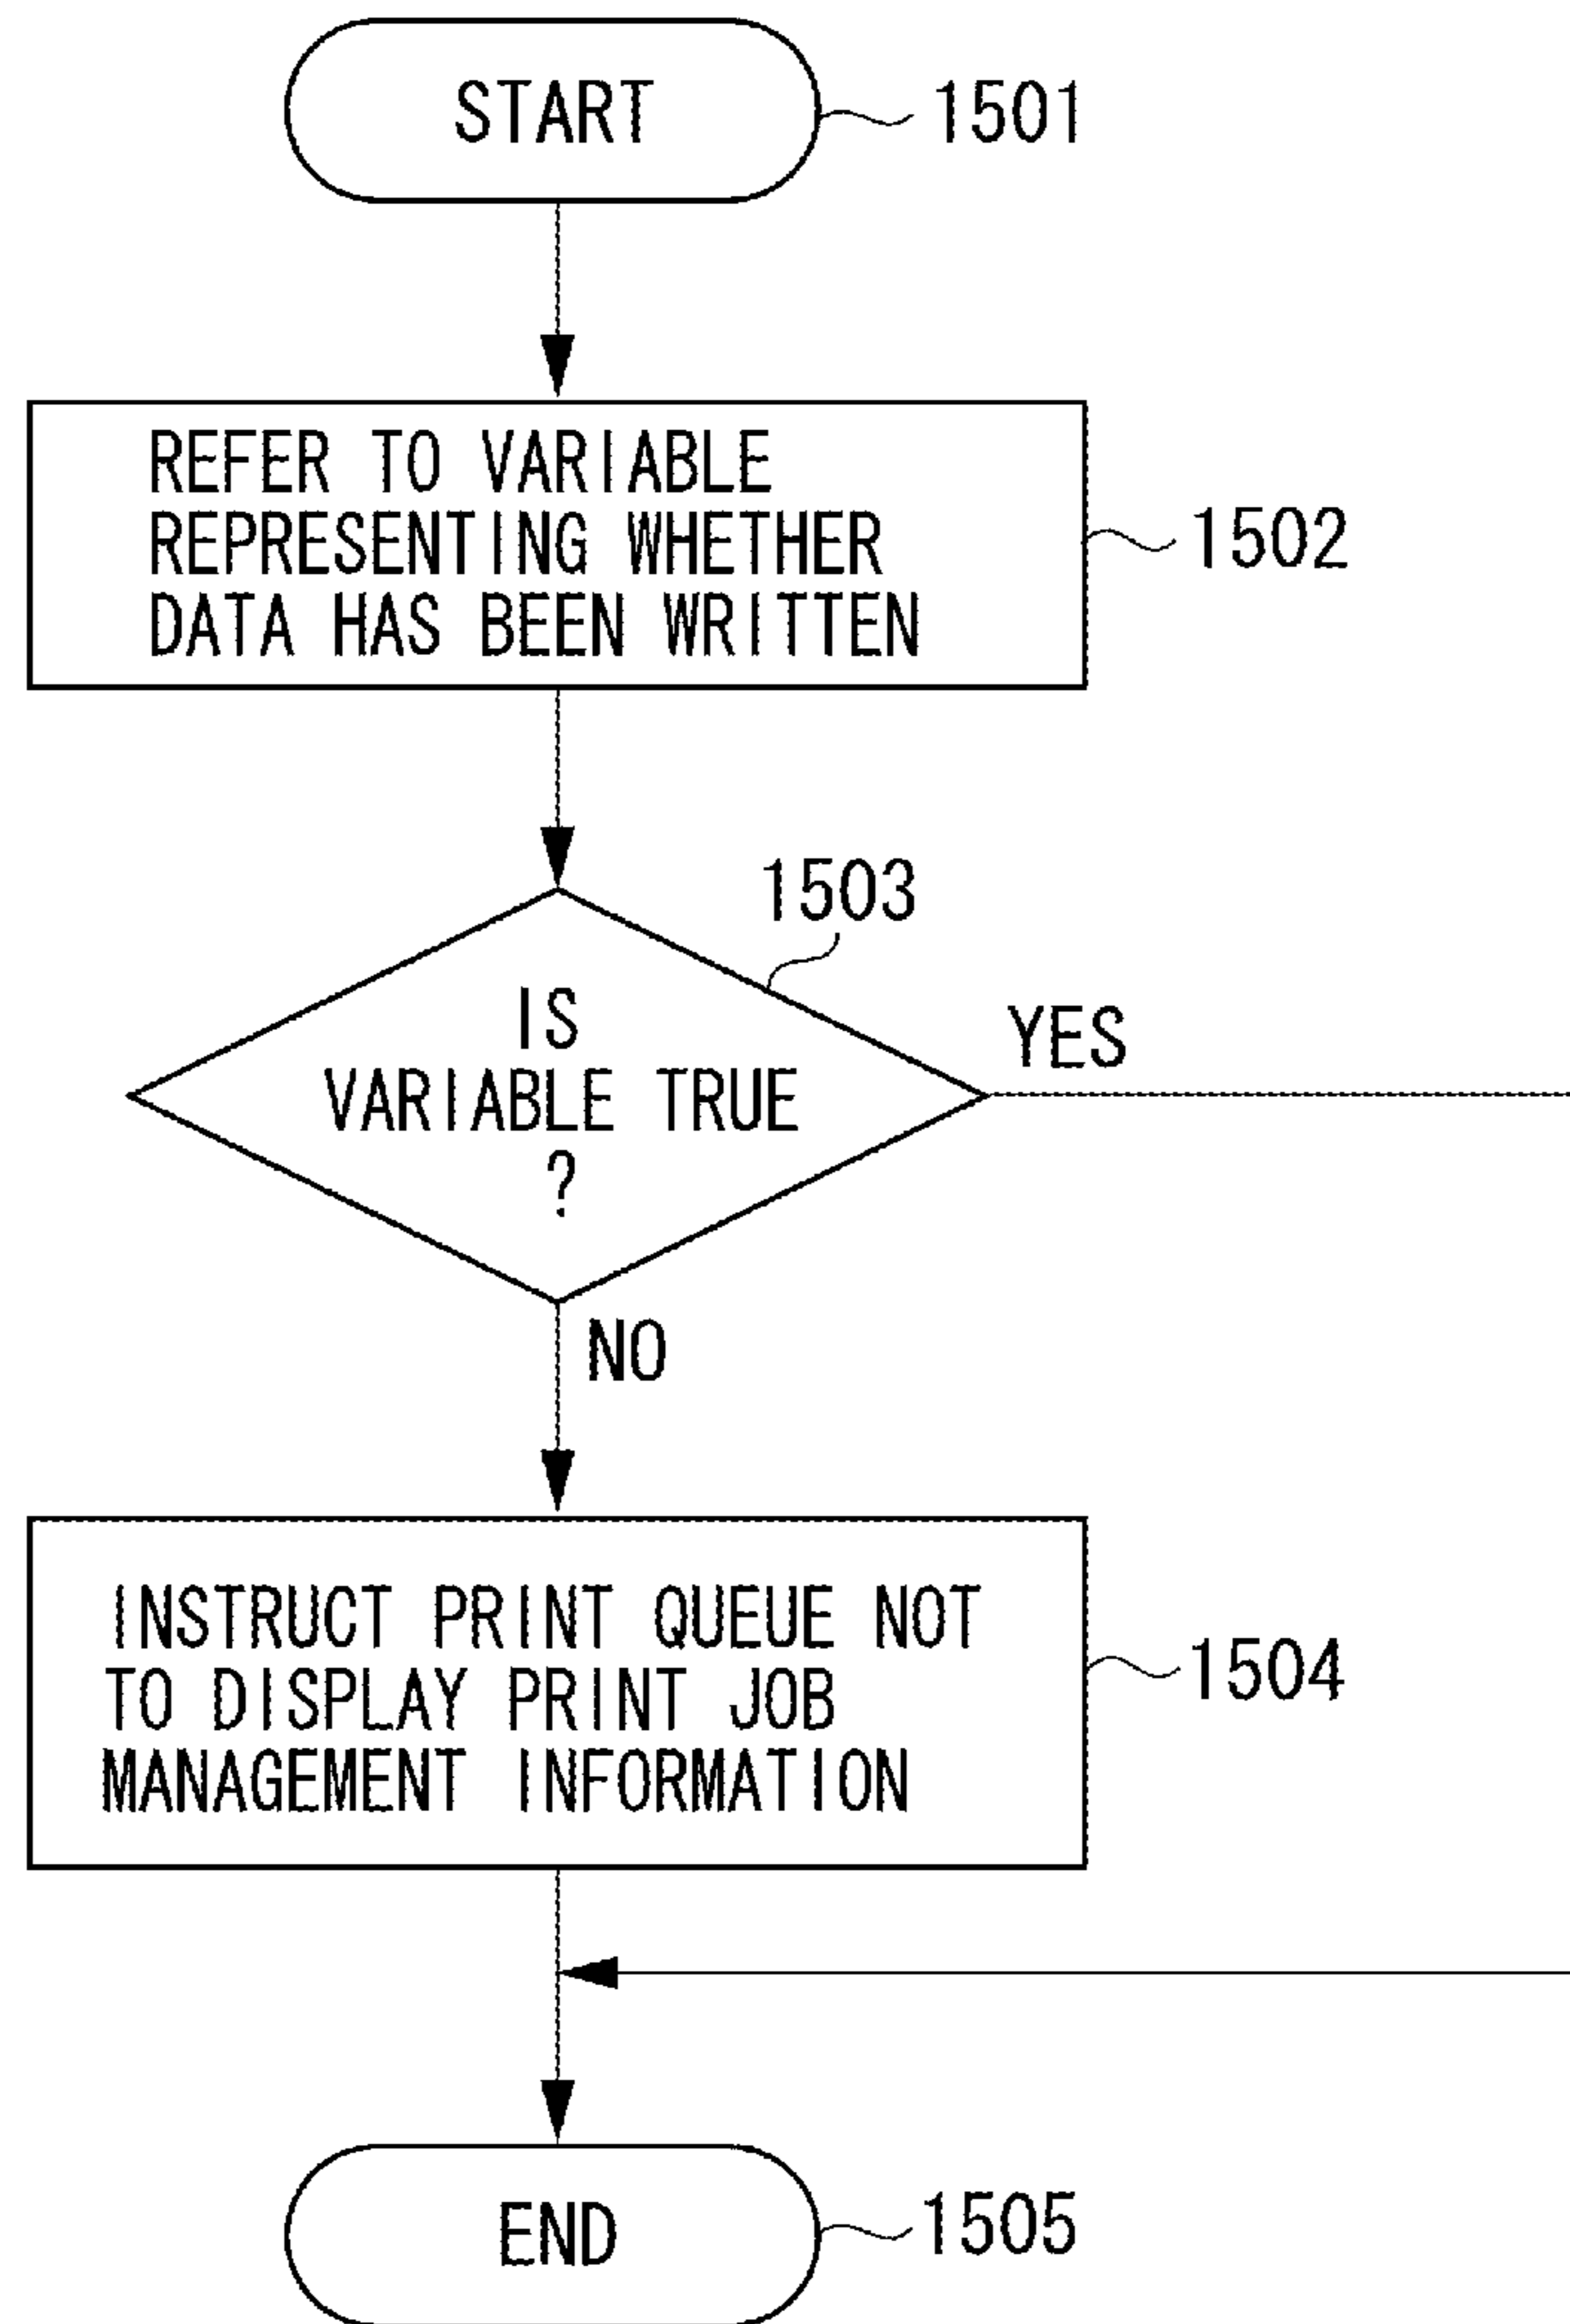 START
1501
REFER TO VARIABLE
REPRESENTING WHETHER
DATA HAS BEEN WRITTEN
1502
1503
IS
VARIABLE TRUE
?
YES
NO
INSTRUCT PRINT QUEUE NOT
TO DISPLAY PRINT JOB
MANAGEMENT INFORMATION
1504
END
1505